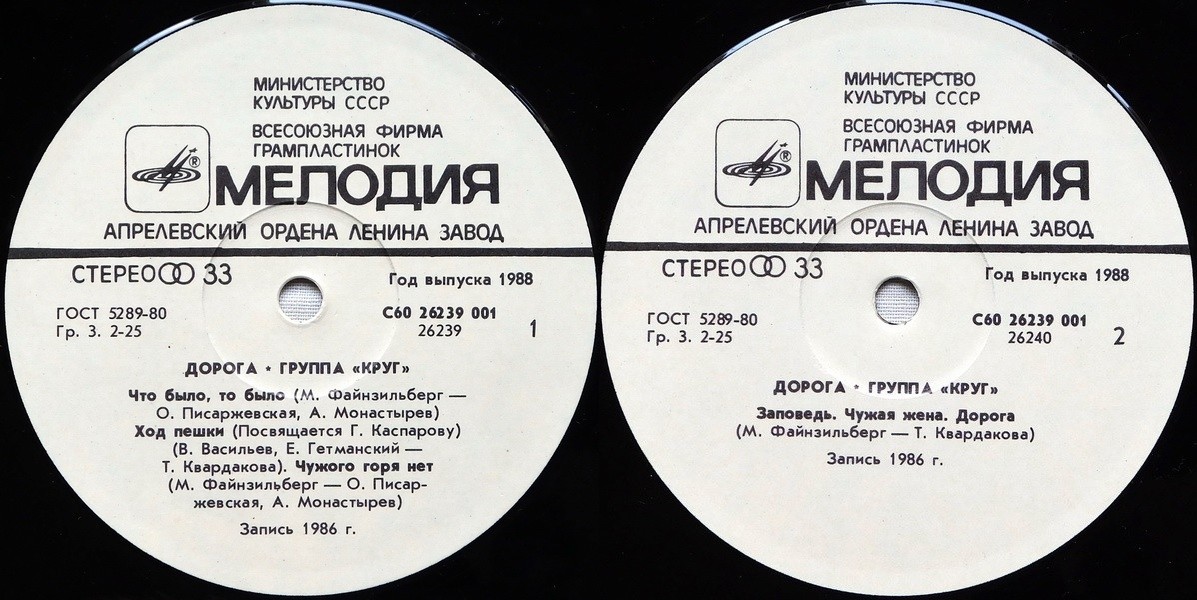 МИНИСТЕРСТВО
КУЛЬТУРЫ СССР
ВСЕСОЮЗНАЯ ФИРМА
ГРАМПЛАСТИНОК
®
МЕЛОДИЯ
АПРЕЛЕВСКИЙ ОРДЕНА ЛЕНИНА ЗАВОД
СТЕРЕО 33
Год выпуска 1988
ГОСТ 5289-80
Гр. 3. 2-25
С60 26239 001
26239
1
ДОРОГА * ГРУППА «КРУГ»
Что было, то было (М. Файнзильберг —
О. Писаржевская, А. Монастырев)
Ход пешки (Посвящается Г. Каспарову)
(В. Васильев, Е. Гетманский —
Т. Квардакова). Чужого горя нет
(М. Файнзильберг — О. Писар-
жевская, А. Монастырев)
Запись 1986 г.
МИНИСТЕРСТВО
КУЛЬТУРЫ СССР
ВСЕСОЮЗНАЯ ФИРМА
ГРАМПЛАСТИНОК
®
МЕЛОДИЯ
АПРЕЛЕВСКИЙ ОРДЕНА ЛЕНИНА ЗАВОД
СТЕРЕО 33
Год выпуска 1988
ГОСТ 5289-80
Гр. 3. 2-25
С60 26239 001
26240
2
ДОРОГА * ГРУППА «КРУГ»
Заповедь. Чужая жена. Дорога
(М. Файнзильберг — Т. Квардакова)
Запись 1986 г.